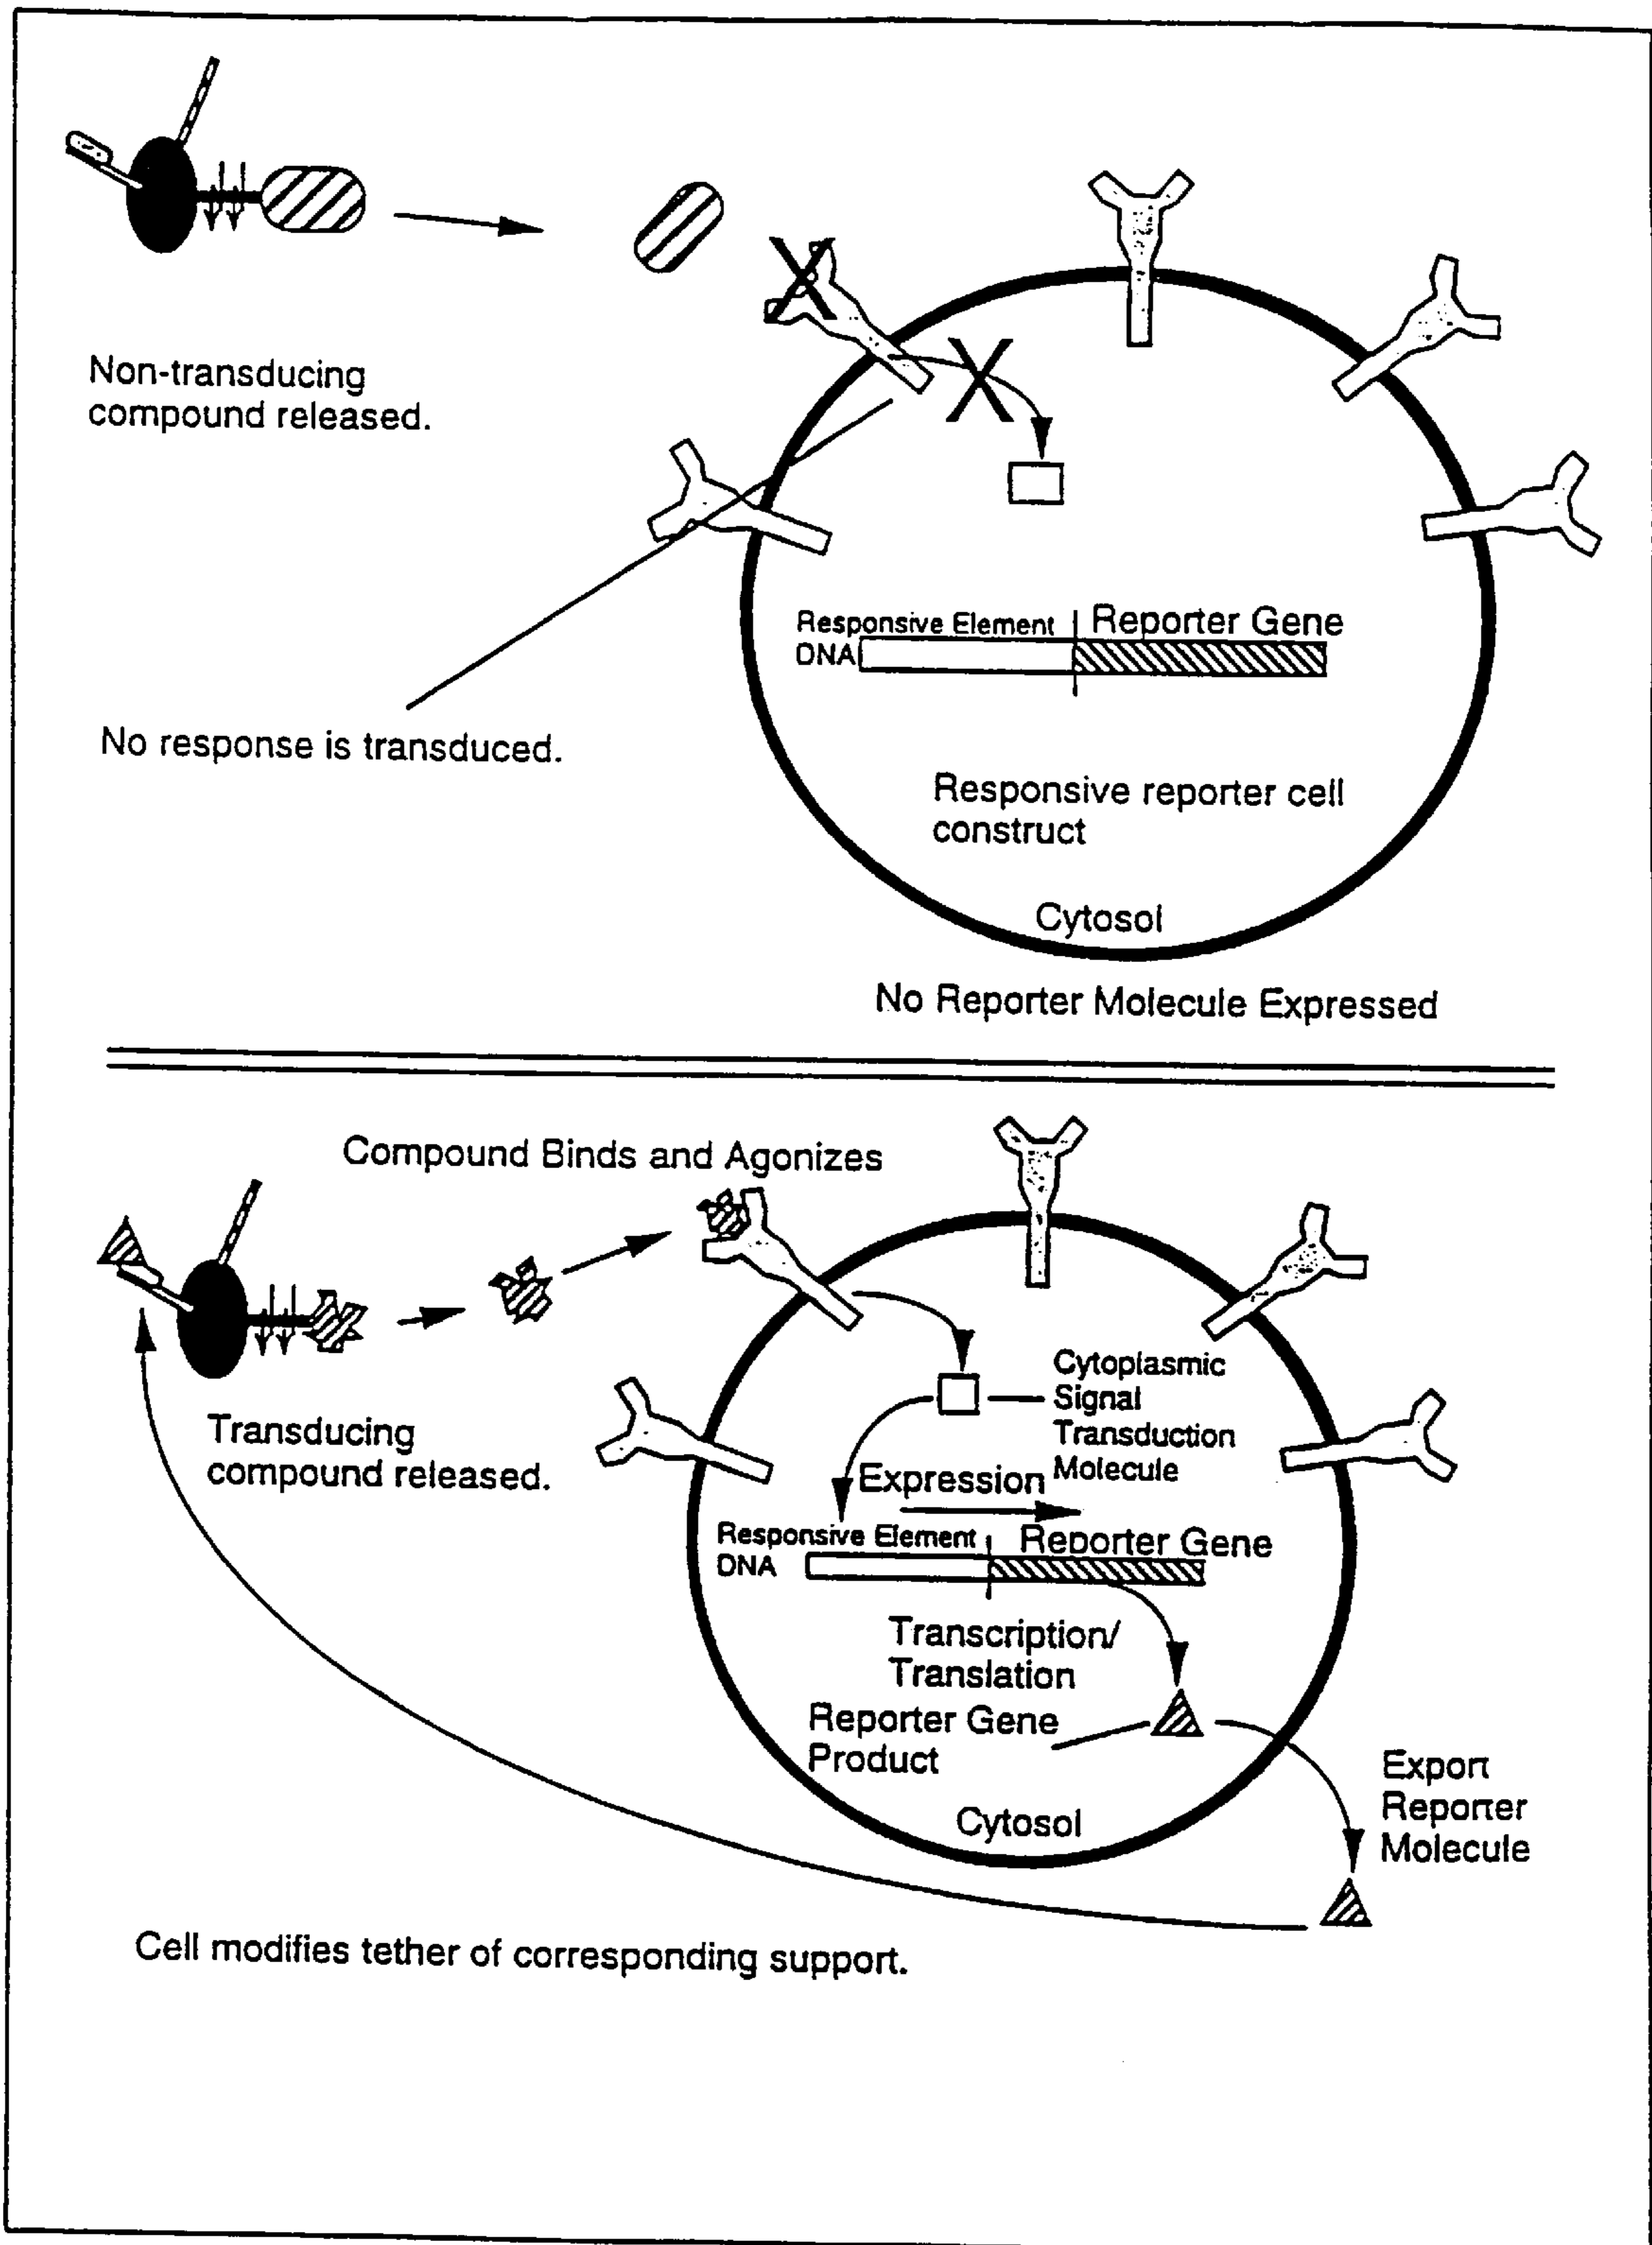 Non-transducing
compound released.
Responsive Element
Reporter Gene
DNA
No response is transduced.
Responsive reporter cell
construct
Cytosol
No Reporter Molecule Expressed
Compound Binds and Agonizes
Cytoplasmic
Signal
Transduction
Molecule
Transducing
compound released.
Expression
Responsive Element
Reporter Gene
DNA
Transcription/
Translation
Reporter Gene
Product
Export
Reporter
Molecule
Cytosol
Cell modifies tether of corresponding support.